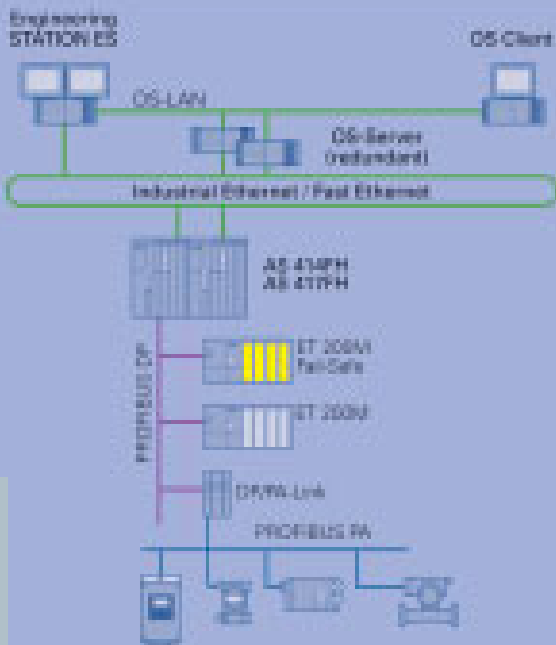 Engineering
STATION ES
OS Client
OS-LAN
OS-Server
(redundant)
Industrial Ethernet / Fast Ethernet
AS 414FH
AS 417FH
PROFIBUS DP
ET 200M
Fail-Safe
ET 200M
DP/PA-Link
PROFIBUS PA